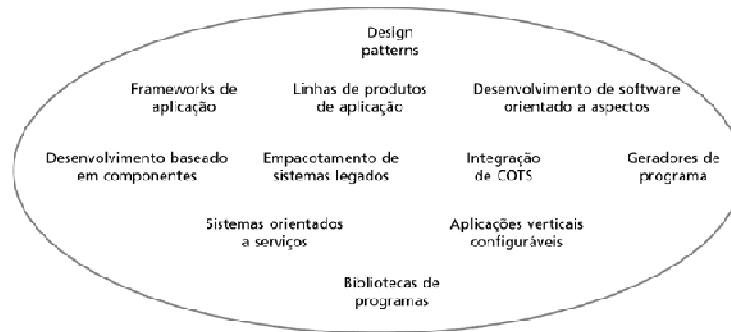 Design
patterns
Frameworks de
aplicação
Linhas de produtos
de aplicação
Desenvolvimento de software
orientado a aspectos
Desenvolvimento baseado
em componentes
Empacotamento de
sistemas legados
Integração
de COTS
Geradores de
programa
Sistemas orientados
a serviços
Aplicações verticais
configuráveis
Bibliotecas de
programas